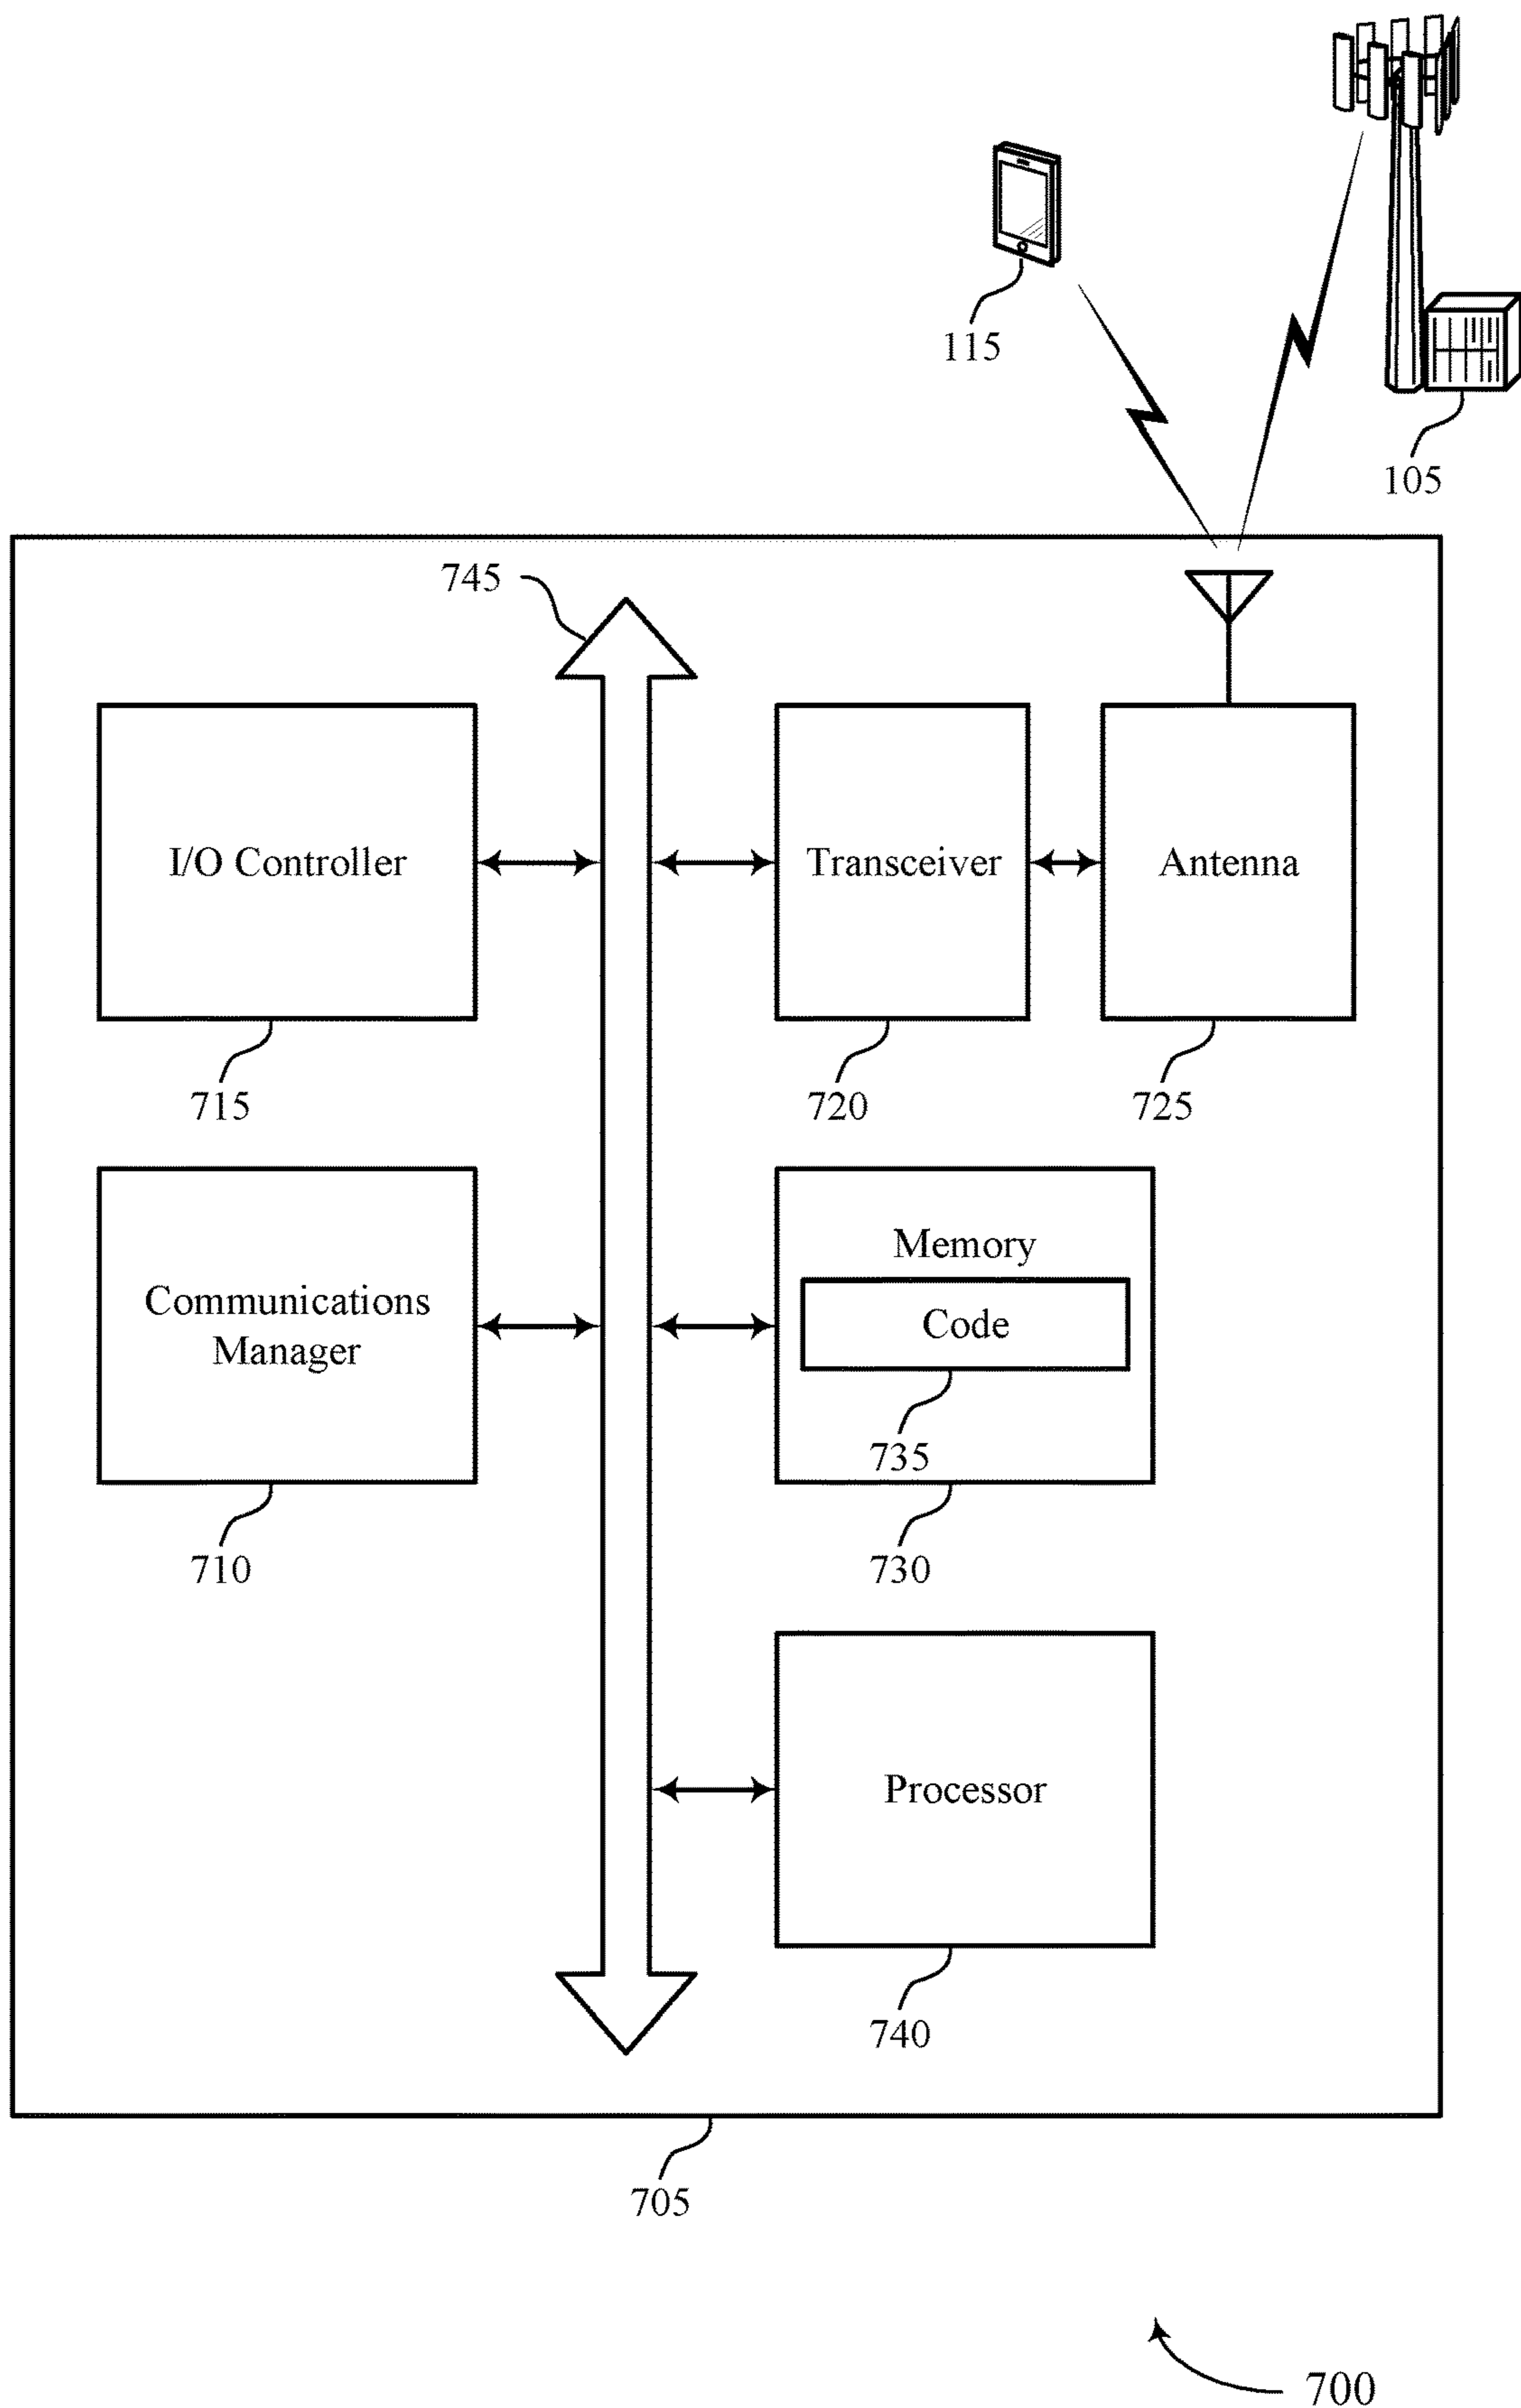 115
105
745
I/O Controller
Transceiver
Antenna
715
720
725
Communications
Manager
Memory
Code
735
710
730
Processor
740
705
700